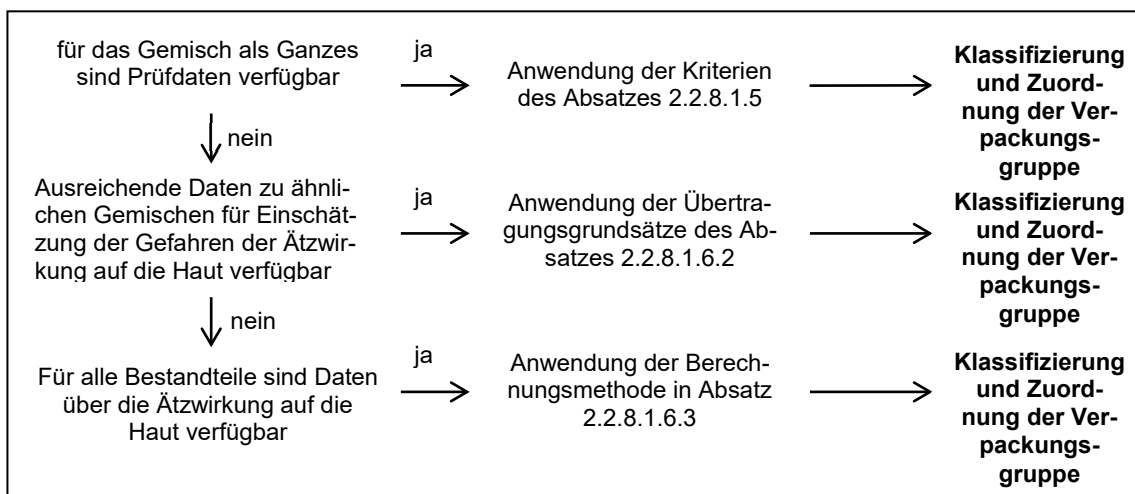 für das Gemisch als Ganzes
sind Prüfdaten verfügbar
ja
Anwendung der Kriterien
des Absatzes 2.2.8.1.5
Klassifizierung
und Zuord-
nung der Ver-
packungs-
gruppe
nein
Ausreichende Daten zu ähnli-
chen Gemischen für Einschät-
zung der Gefahren der Ätzwir-
kung auf die Haut verfügbar
ja
Anwendung der Übertra-
gungsgrundsätze des Ab-
satzes 2.2.8.1.6.2
Klassifizierung
und Zuord-
nung der Ver-
packungs-
gruppe
nein
Für alle Bestandteile sind Daten
über die Ätzwirkung auf die
Haut verfügbar
ja
Anwendung der Berech-
nungsmethode in Absatz
2.2.8.1.6.3
Klassifizierung
und Zuord-
nung der Ver-
packungs-
gruppe